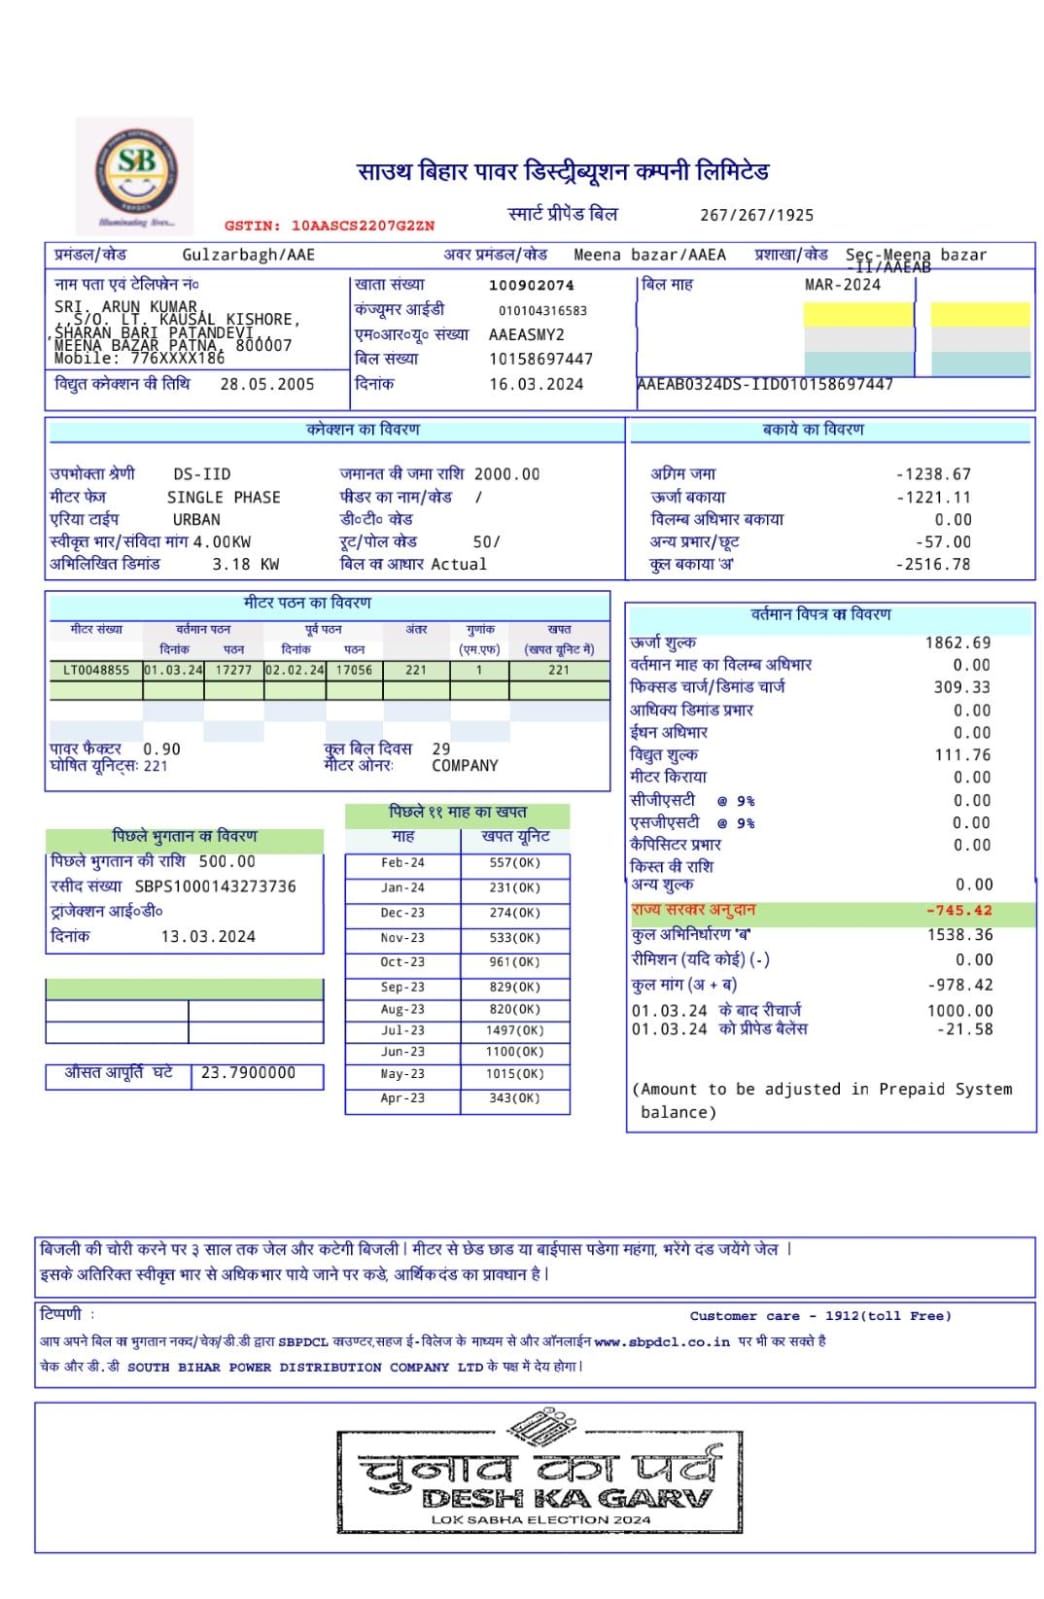 SB
SBPDCL
Illuminating lives...
साउथ बिहार पावर डिस्ट्रीब्यूशन कम्पनी लिमिटेड
GSTIN: 10AASCS2207G2ZN स्मार्ट प्रीपेड बिल 267/267/1925
प्रमंडल/कोड Gulzarbagh/AAE अवर प्रमंडल/कोड Meena bazar/AAEA प्रशाखा/कोड Sec-Meena bazar
-II/AAEAB
नाम पता एवं टेलिफोन नं०
SRI. ARUN KUMAR,
,,S/O. LT. KAUSAL KISHORE,
,SHARAN BARI PATANDEVI,,
MEENA BAZAR PATNA, 800007
Mobile: 776XXXX186
विद्युत कनेक्शन की तिथि 28.05.2005
खाता संख्या 100902074
कंज्यूमर आईडी 010104316583
एम०आर०यू० संख्या AAEASMY2
बिल संख्या 10158697447
दिनांक 16.03.2024
बिल माह MAR-2024
AAEAB0324DS-IID010158697447
कनेक्शन का विवरण
उपभोक्ता श्रेणी DS-IID जमानत की जमा राशि 2000.00
मीटर फेज SINGLE PHASE फीडर का नाम/कोड /
एरिया टाईप URBAN डी०टी० कोड
स्वीकृत भार/संविदा मांग 4.00KW रूट/पोल कोड 50/
अभिलिखित डिमांड 3.18 KW बिल का आधार Actual
बकाये का विवरण
अग्रिम जमा -1238.67
ऊर्जा बकाया -1221.11
विलम्ब अधिभार बकाया 0.00
अन्य प्रभार/छूट -57.00
कुल बकाया 'अ' -2516.78
मीटर पठन का विवरण
मीटर संख्या वर्तमान पठन पूर्व पठन अंतर गुणांक खपत
दिनांक पठन दिनांक पठन (एम.एफ) (खपत यूनिट में)
LT0048855 01.03.24 17277 02.02.24 17056 221 1 221
पावर फैक्टर 0.90 कुल बिल दिवस 29
घोषित यूनिट्सः 221 मीटर ओनरः COMPANY
पिछले भुगतान का विवरण
पिछले भुगतान की राशि 500.00
रसीद संख्या SBPS1000143273736
ट्रांजेक्शन आई०डी०
दिनांक 13.03.2024
औसत आपूर्ति घंटे 23.7900000
पिछले ११ माह का खपत
माह खपत यूनिट
Feb-24 557(OK)
Jan-24 231(OK)
Dec-23 274(OK)
Nov-23 533(OK)
Oct-23 961(OK)
Sep-23 829(OK)
Aug-23 820(OK)
Jul-23 1497(OK)
Jun-23 1100(OK)
May-23 1015(OK)
Apr-23 343(OK)
वर्तमान विपत्र का विवरण
ऊर्जा शुल्क 1862.69
वर्तमान माह का विलम्ब अधिभार 0.00
फिक्सड चार्ज/डिमांड चार्ज 309.33
आधिक्य डिमांड प्रभार 0.00
ईंधन अधिभार 0.00
विद्युत शुल्क 111.76
मीटर किराया 0.00
सीजीएसटी @ 9% 0.00
एसजीएसटी @ 9% 0.00
कैपिसिटर प्रभार 0.00
किस्त की राशि
अन्य शुल्क 0.00
राज्य सरकार अनुदान -745.42
कुल अभिनिर्धारण 'ब' 1538.36
रीमिशन (यदि कोई) (-) 0.00
कुल मांग (अ + ब) -978.42
01.03.24 के बाद रीचार्ज 1000.00
01.03.24 को प्रीपेड बैलेंस -21.58
(Amount to be adjusted in Prepaid System
balance)
बिजली की चोरी करने पर ३ साल तक जेल और कटेगी बिजली | मीटर से छेड छाड या बाईपास पडेगा महंगा, भरेंगे दंड जयेंगे जेल |
इसके अतिरिक्त स्वीकृत भार से अधिक भार पाये जाने पर कडे, आर्थिक दंड का प्रावधान है |
टिप्पणी : Customer care - 1912(toll Free)
आप अपने बिल का भुगतान नकद/चेक/डी.डी द्वारा SBPDCL काउण्टर,सहज ई-विलेज के माध्यम से और ऑनलाईन www.sbpdcl.co.in पर भी कर सकते है
चेक और डी.डी SOUTH BIHAR POWER DISTRIBUTION COMPANY LTD के पक्ष में देय होगा |
चुनाव का पर्व
DESH KA GARV
LOK SABHA ELECTION 2024